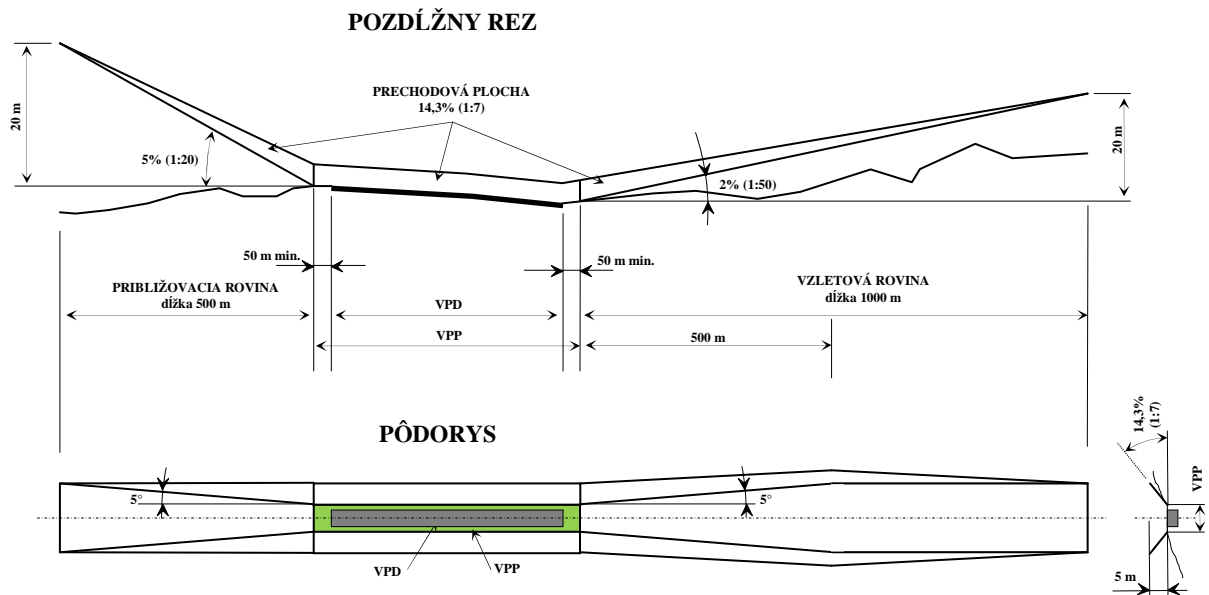 POZDĹŽNY REZ
20 m
PRECHODOVÁ PLOCHA
14,3% (1:7)
5% (1:20)
2% (1:50)
20 m
50 m min.
50 m min.
PRIBLIŽOVACIA ROVINA
dĺžka 500 m
VPD
VPP
VZLETOVÁ ROVINA
dĺžka 1000 m
500 m
PÔDORYS
14,3%
(1:7)
VPP
5°
5°
VPD
VPP
5 m